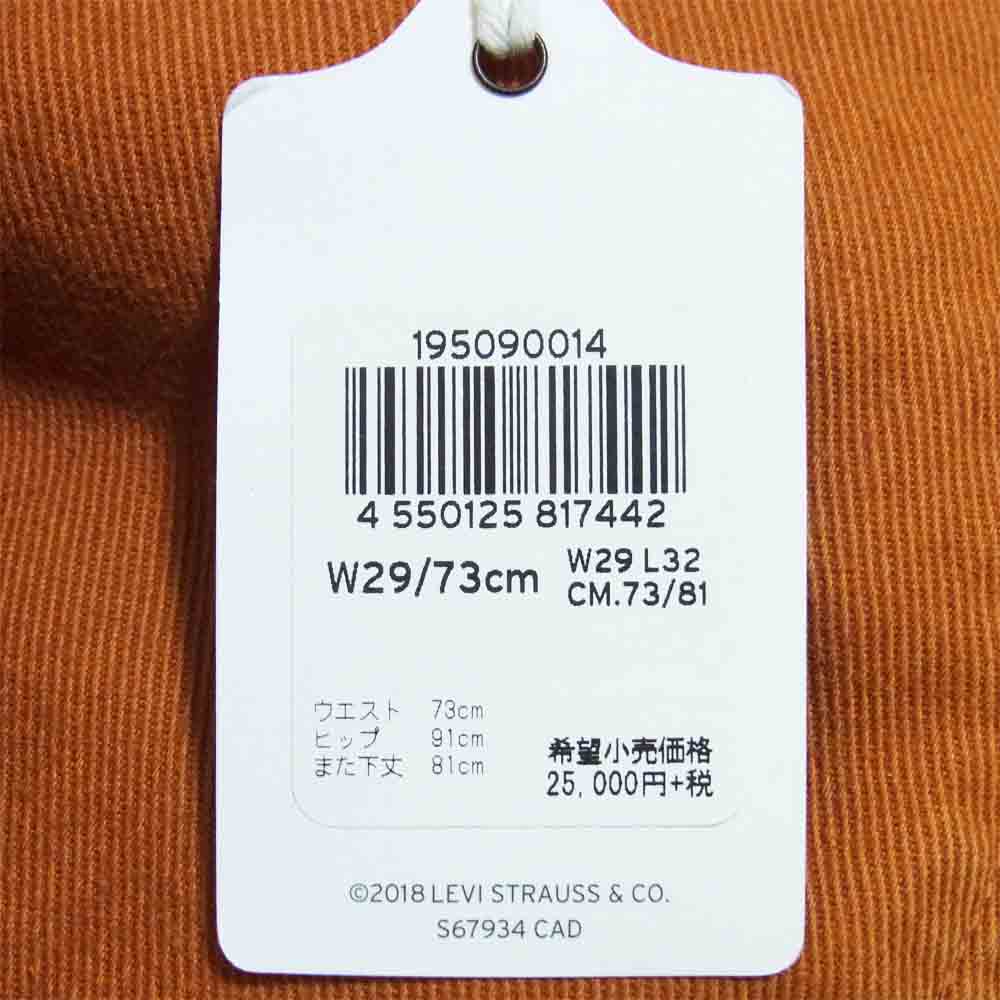 195090014
4 550125 817442
W29/73cm
W29 L32
CM.73/81
ウエスト 73cm
ヒップ 91cm
また下丈 81cm
希望小売価格
25,000円+税
©2018 LEVI STRAUSS & CO.
S67934 CAD